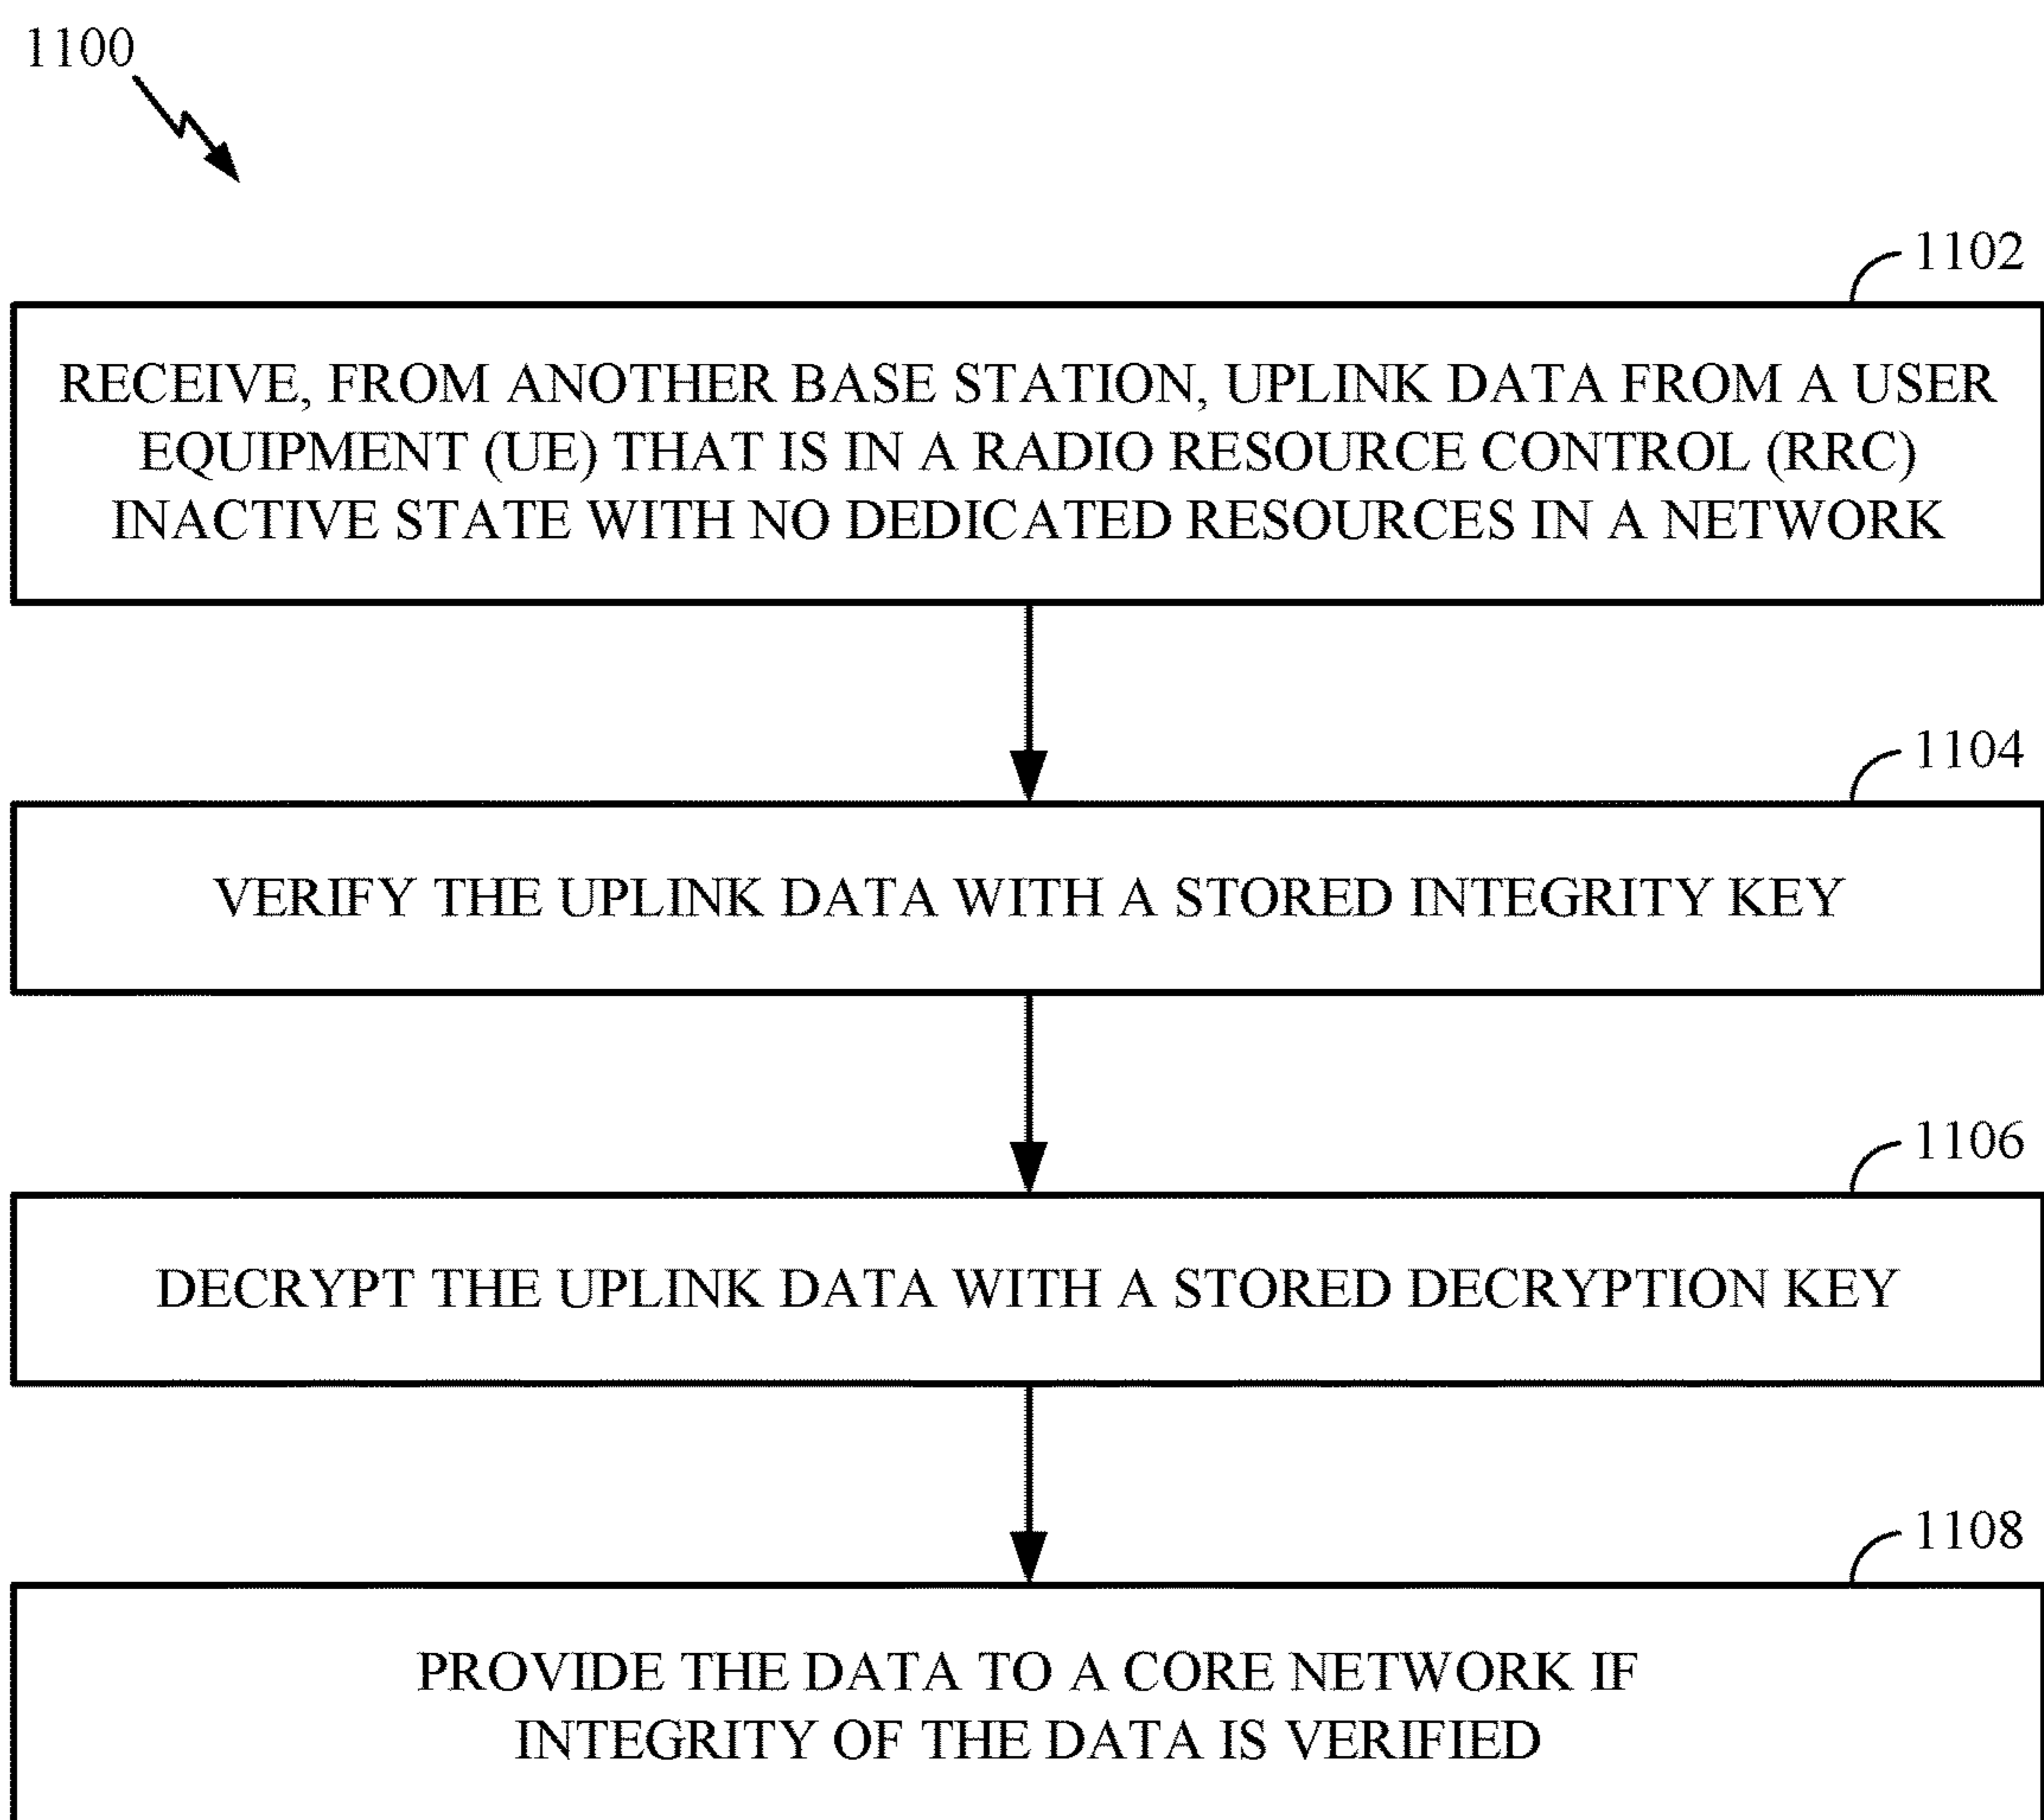 1100
1102
RECEIVE, FROM ANOTHER BASE STATION, UPLINK DATA FROM A USER
EQUIPMENT (UE) THAT IS IN A RADIO RESOURCE CONTROL (RRC)
INACTIVE STATE WITH NO DEDICATED RESOURCES IN A NETWORK
1104
VERIFY THE UPLINK DATA WITH A STORED INTEGRITY KEY
1106
DECRYPT THE UPLINK DATA WITH A STORED DECRYPTION KEY
1108
PROVIDE THE DATA TO A CORE NETWORK IF
INTEGRITY OF THE DATA IS VERIFIED